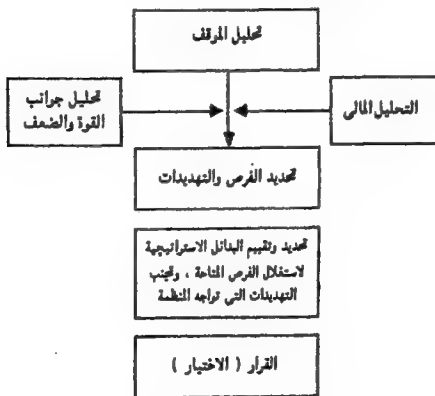 تحليل الموقف
تحليل جوانب
القوة والضعف
التحليل المالى
تحديد الفرص والتهديدات
تحديد وتقييم البدائل الاستراتيجية
لاستغلال الفرص المتاحة ، وتجنب
التهديدات التي تواجه المنظمة
القرار ( الاختيار )